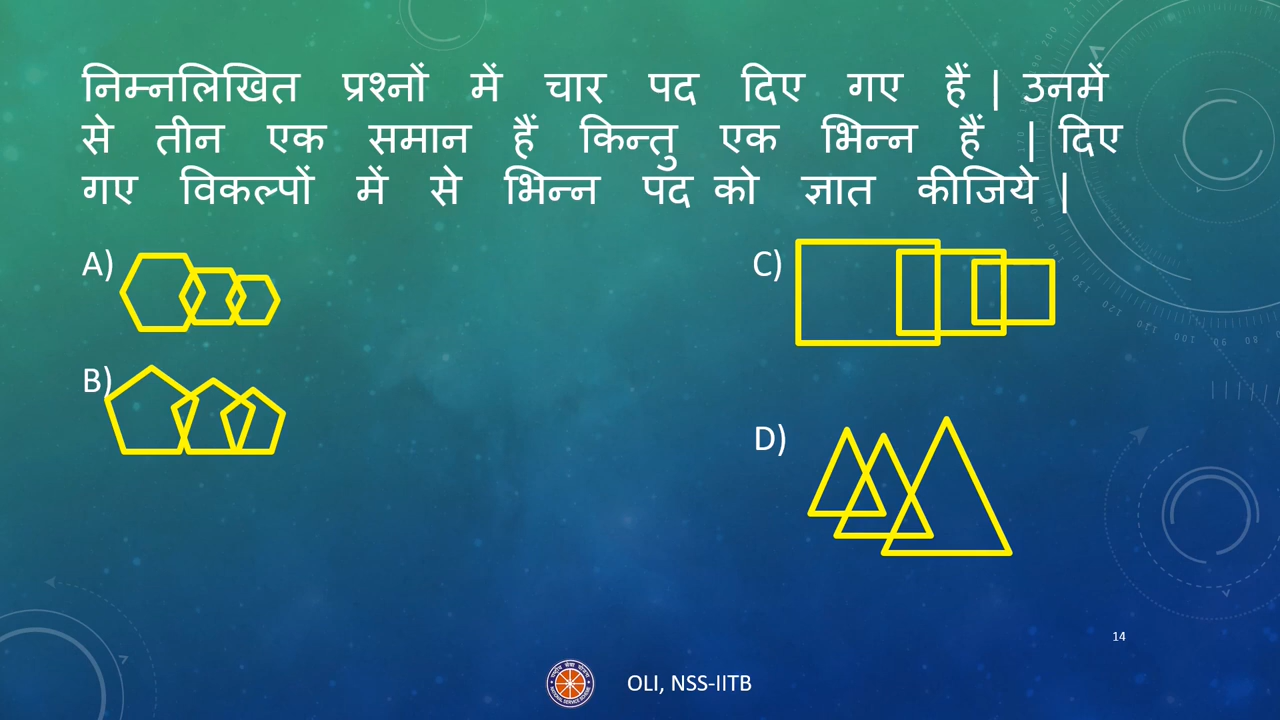 निम्नलिखित प्रश्नों में चार पद दिए गए हैं | उनमें
से तीन एक समान हैं किन्तु एक भिन्न हैं | दिए
गए विकल्पों में से भिन्न पद को ज्ञात कीजिये |
A)
C)
B)
D)
14
OLI, NSS-IITB